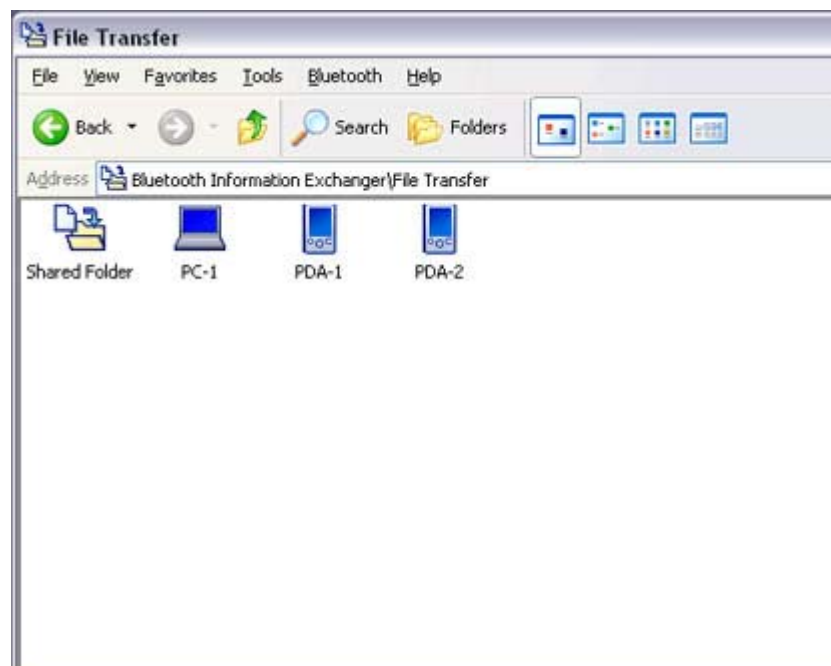 File Transfer
File View Favorites Tools Bluetooth Help
Back Search Folders
Address Bluetooth Information Exchanger\File Transfer
Shared Folder PC-1 PDA-1 PDA-2